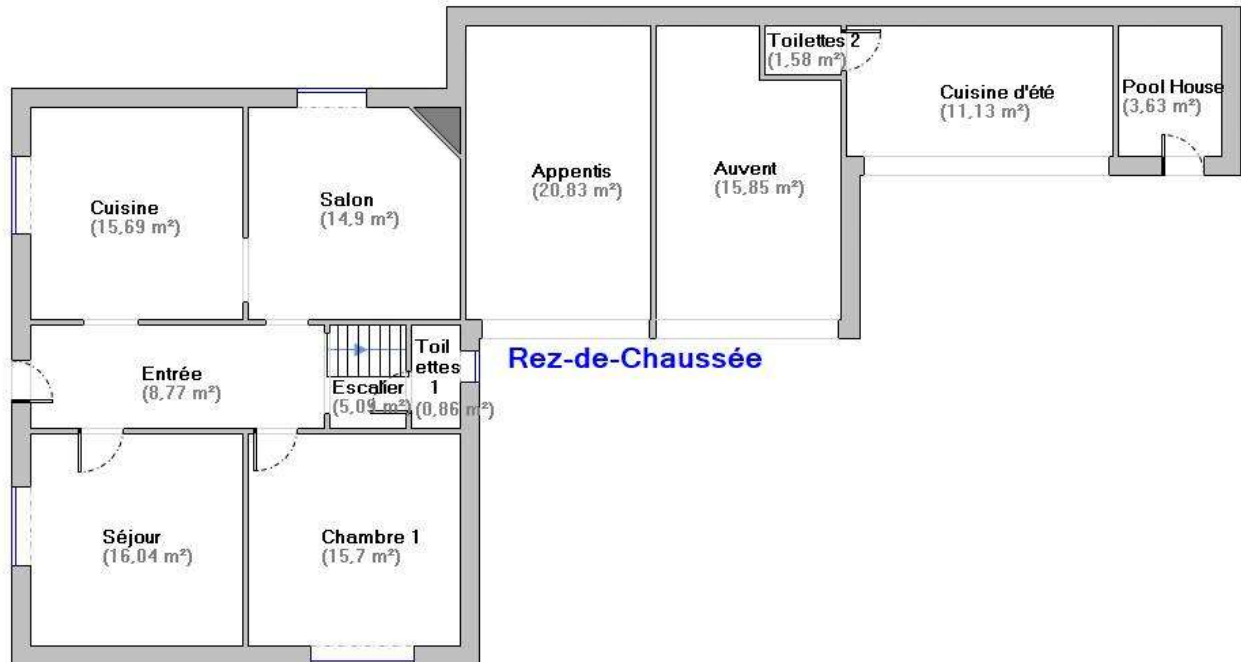 Toilettes 2
(1,58 m²)
Cuisine d'été
(11,13 m²)
Pool House
(3,63 m²)
Appentis
(20,83 m²)
Auvent
(15,85 m²)
Cuisine
(15,69 m²)
Salon
(14,9 m²)
Entrée
(8,77 m²)
Escalier
(5,09 m²)
Toil
ettes
1
(0,86 m²)
Rez-de-Chaussée
Séjour
(16,04 m²)
Chambre 1
(15,7 m²)